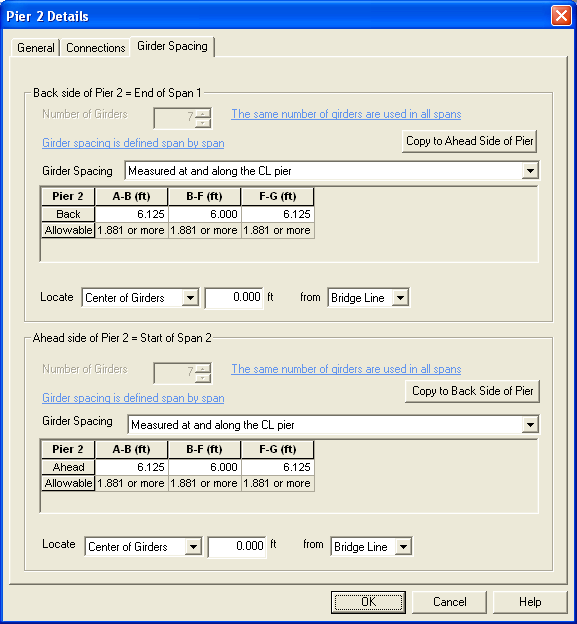 Pier 2 Details
General Connections Girder Spacing
Back side of Pier 2 = End of Span 1
Number of Girders 7 The same number of girders are used in all spans
Girder spacing is defined span by span Copy to Ahead Side of Pier
Girder Spacing Measured at and along the CL pier
Pier 2 A-B (ft) B-F (ft) F-G (ft)
Back 6.125 6.000 6.125
Allowable 1.881 or more 1.881 or more 1.881 or more
Locate Center of Girders 0.000 ft from Bridge Line
Ahead side of Pier 2 = Start of Span 2
Number of Girders 7 The same number of girders are used in all spans
Girder spacing is defined span by span Copy to Back Side of Pier
Girder Spacing Measured at and along the CL pier
Pier 2 A-B (ft) B-F (ft) F-G (ft)
Ahead 6.125 6.000 6.125
Allowable 1.881 or more 1.881 or more 1.881 or more
Locate Center of Girders 0.000 ft from Bridge Line
OK Cancel Help